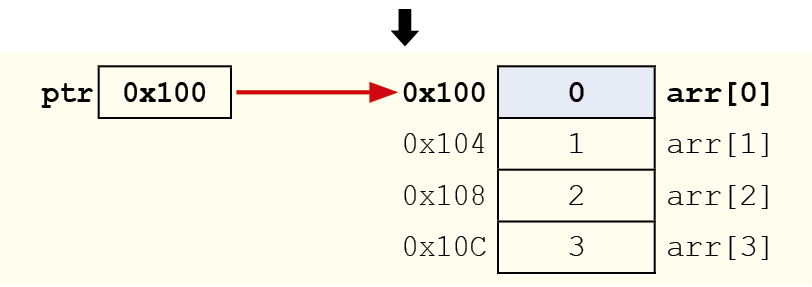 ptr 0x100 0x100 0 arr[0]
0x104 1 arr[1]
0x108 2 arr[2]
0x10C 3 arr[3]